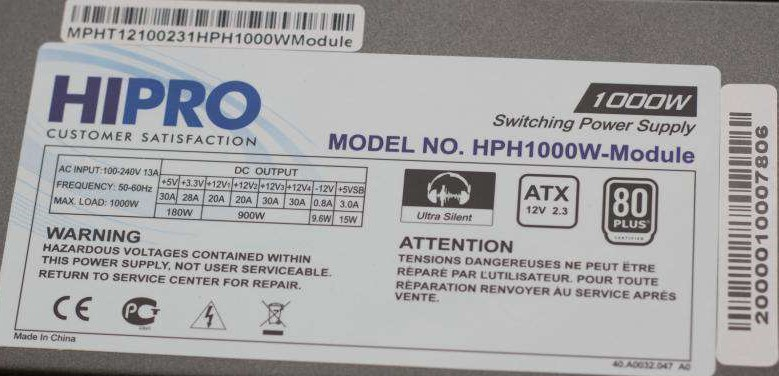 MPHT12100231HPH1000WModule
HIPRO
CUSTOMER SATISFACTION
1000W
Switching Power Supply
MODEL NO. HPH1000W-Module
AC INPUT:100-240V 13A
FREQUENCY: 50-60Hz
MAX. LOAD: 1000W
DC OUTPUT
+5V +3.3V +12V1 +12V2 +12V3 +12V4 -12V +5VSB
30A 28A 20A 20A 30A 30A 0.8A 3.0A
180W 900W 9.6W 15W
Ultra Silent
ATX
12V 2.3
80
PLUS
CERTIFIED
WARNING
HAZARDOUS VOLTAGES CONTAINED WITHIN
THIS POWER SUPPLY, NOT USER SERVICEABLE.
RETURN TO SERVICE CENTER FOR REPAIR.
ATTENTION
TENSIONS DANGEREUSES NE PEUT ËTRE
RÉPARÉ PAR L'UTILISATEUR. POUR TOUTE
RÉPARATION RENVOYER AU SERVICE APRÈS
VENTE.
CE
Made In China
40.A0032.047 A0
2000010007806